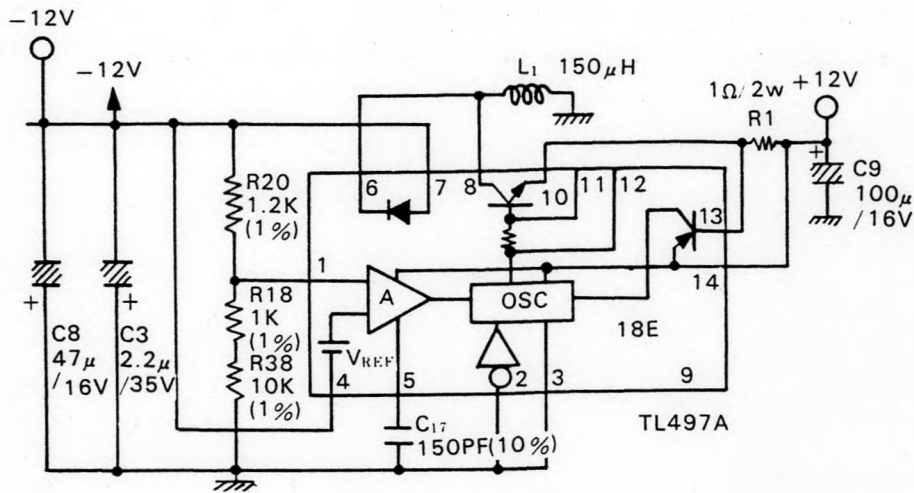 −12V
−12V
L₁ 150μH
1Ω/2w
R1
+12V
+
C9
100μ
/16V
6
7
8
10
11
12
13
14
R20
1.2K
(1%)
1
A
OSC
18E
R18
1K
(1%)
R38
10K
(1%)
VREF
4
5
2
3
9
+
C8
47μ
/16V
+
C3
2.2μ
/35V
C17
150PF(10%)
TL497A